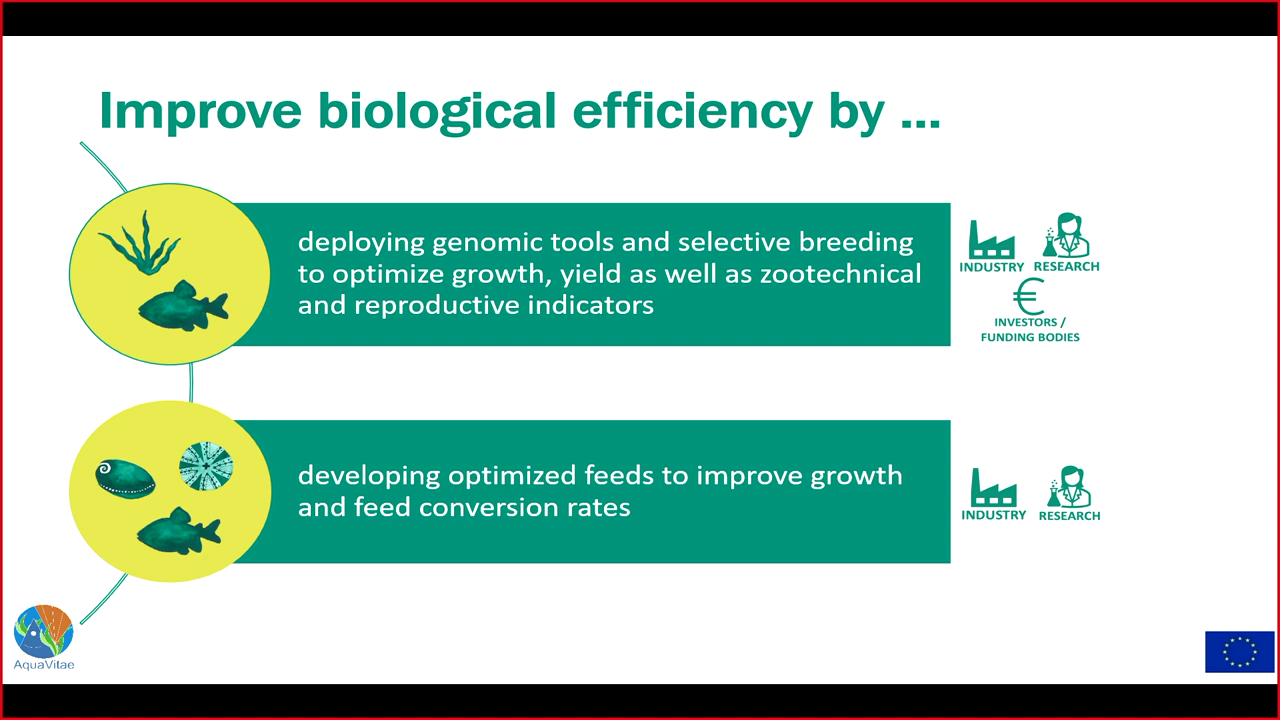 Improve biological efficiency by ...
deploying genomic tools and selective breeding
to optimize growth, yield as well as zootechnical
and reproductive indicators
INDUSTRY
RESEARCH
€
INVESTORS /
FUNDING BODIES
developing optimized feeds to improve growth
and feed conversion rates
INDUSTRY
RESEARCH
AquaVitae